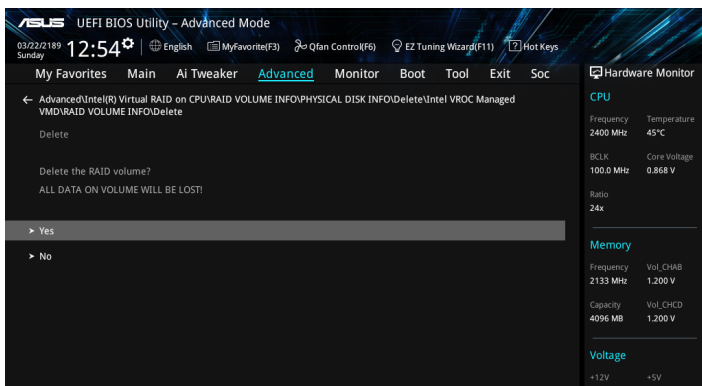 ASUS UEFI BIOS Utility – Advanced Mode
03/22/2189
Sunday
12:54
English
MyFavorite(F3)
Qfan Control(F6)
EZ Tuning Wizard(F11)
Hot Keys
My Favorites Main Ai Tweaker Advanced Monitor Boot Tool Exit Soc
Advanced\Intel(R) Virtual RAID on CPU\RAID VOLUME INFO\PHYSICAL DISK INFO\Delete\Intel VROC Managed
VMD\RAID VOLUME INFO\Delete
Delete
Delete the RAID volume?
ALL DATA ON VOLUME WILL BE LOST!
Yes
No
Hardware Monitor
CPU
Frequency Temperature
2400 MHz 45°C
BCLK Core Voltage
100.0 MHz 0.868 V
Ratio
24x
Memory
Frequency Vol_CHAB
2133 MHz 1.200 V
Capacity Vol_CHCD
4096 MB 1.200 V
Voltage
+12V +5V